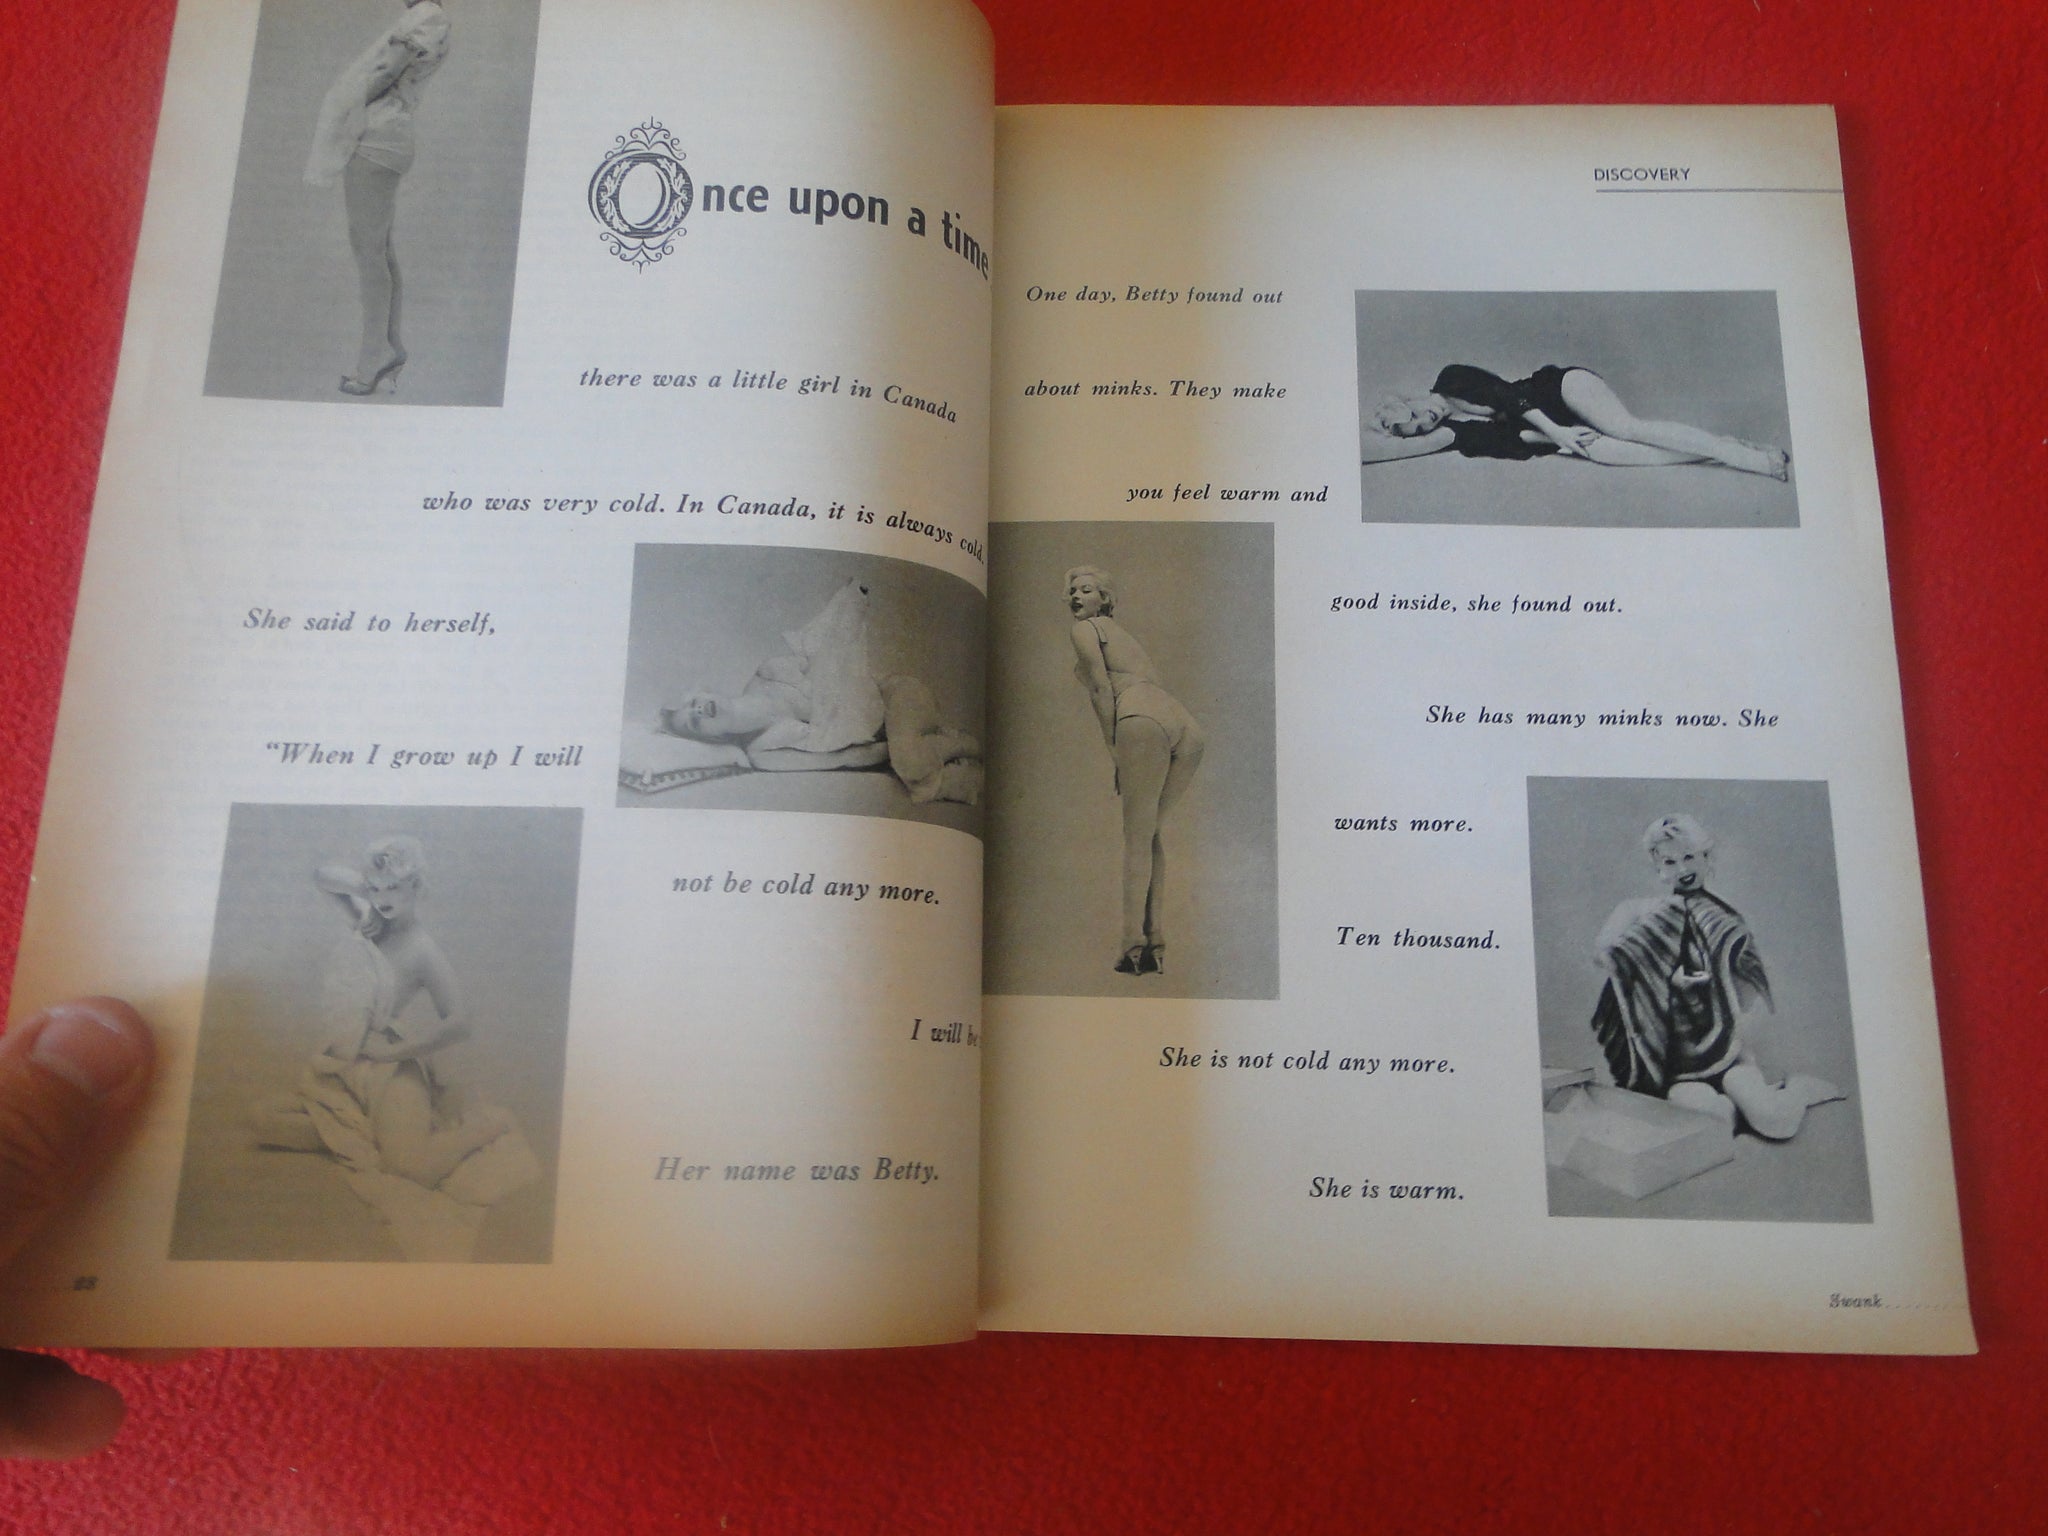 Once upon a time
there was a little girl in Canada
who was very cold. In Canada, it is always cold.
She said to herself,
"When I grow up I will
not be cold any more.
I will be
Her name was Betty.
28
DISCOVERY
One day, Betty found out
about minks. They make
you feel warm and
good inside, she found out.
She has many minks now. She
wants more.
Ten thousand.
She is not cold any more.
She is warm.
Swank